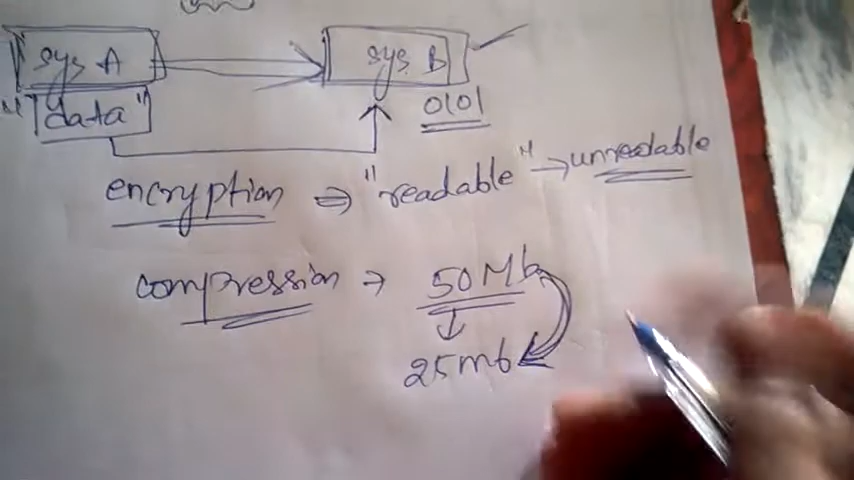 sys A sys B
"data" 0101
encryption ⇒ "readable" → unreadable
compression → 50 Mb
25 mb